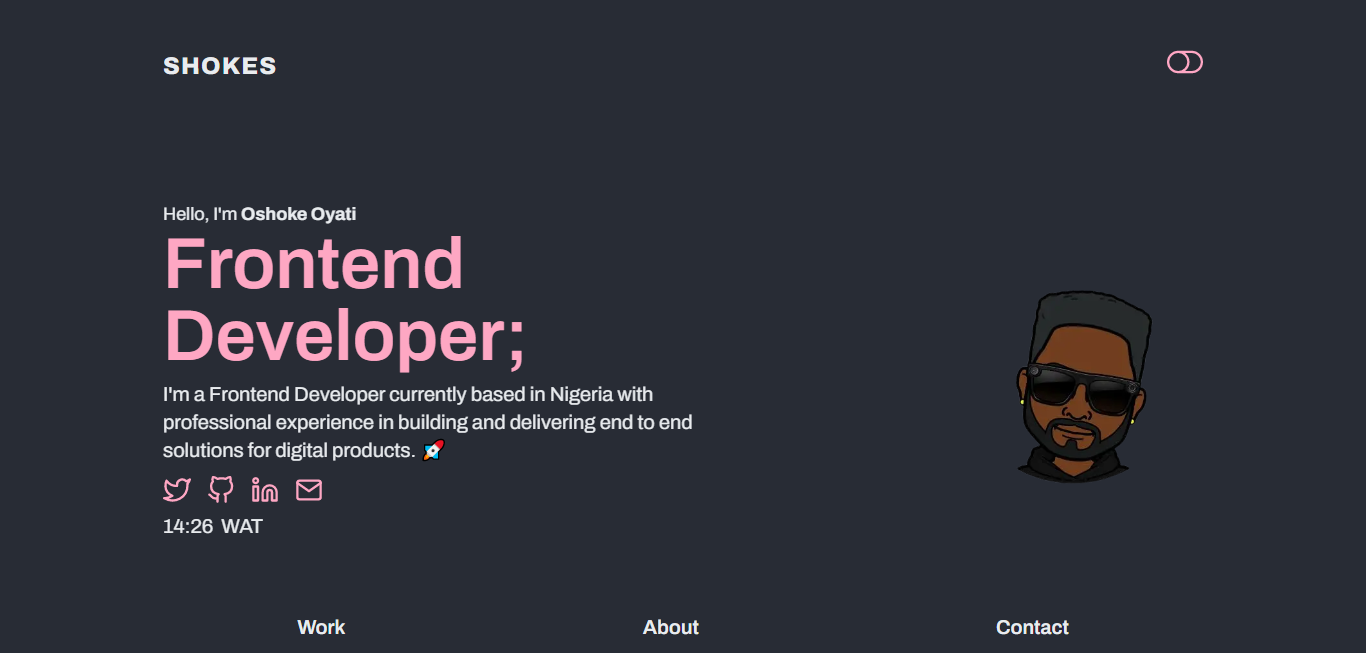 SHOKES
Hello, I'm Oshoke Oyati
Frontend
Developer;
I'm a Frontend Developer currently based in Nigeria with
professional experience in building and delivering end to end
solutions for digital products. 🚀
14:26 WAT
Work About Contact